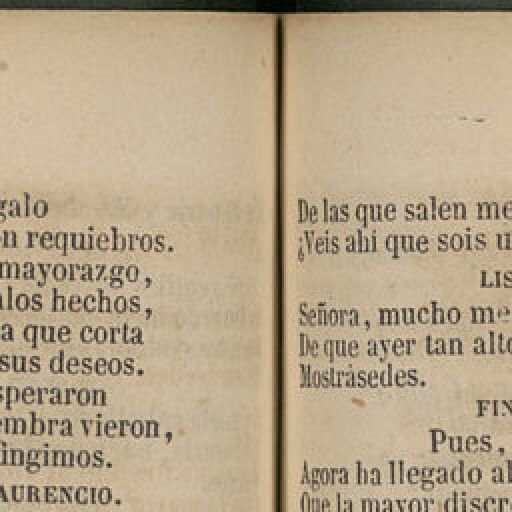 galo
n requiebros.
mayorazgo,
alos hechos,
a que corta
sus deseos.
speraron
embra vieron,
fingimos.
AURENCIO.
De las que salen me
¿Veis ahi que sois u
LIS
Señora, mucho me
De que ayer tan alto
Mostrásedes.
FIN
Pues,
Agora ha llegado al
Que la mayor discre